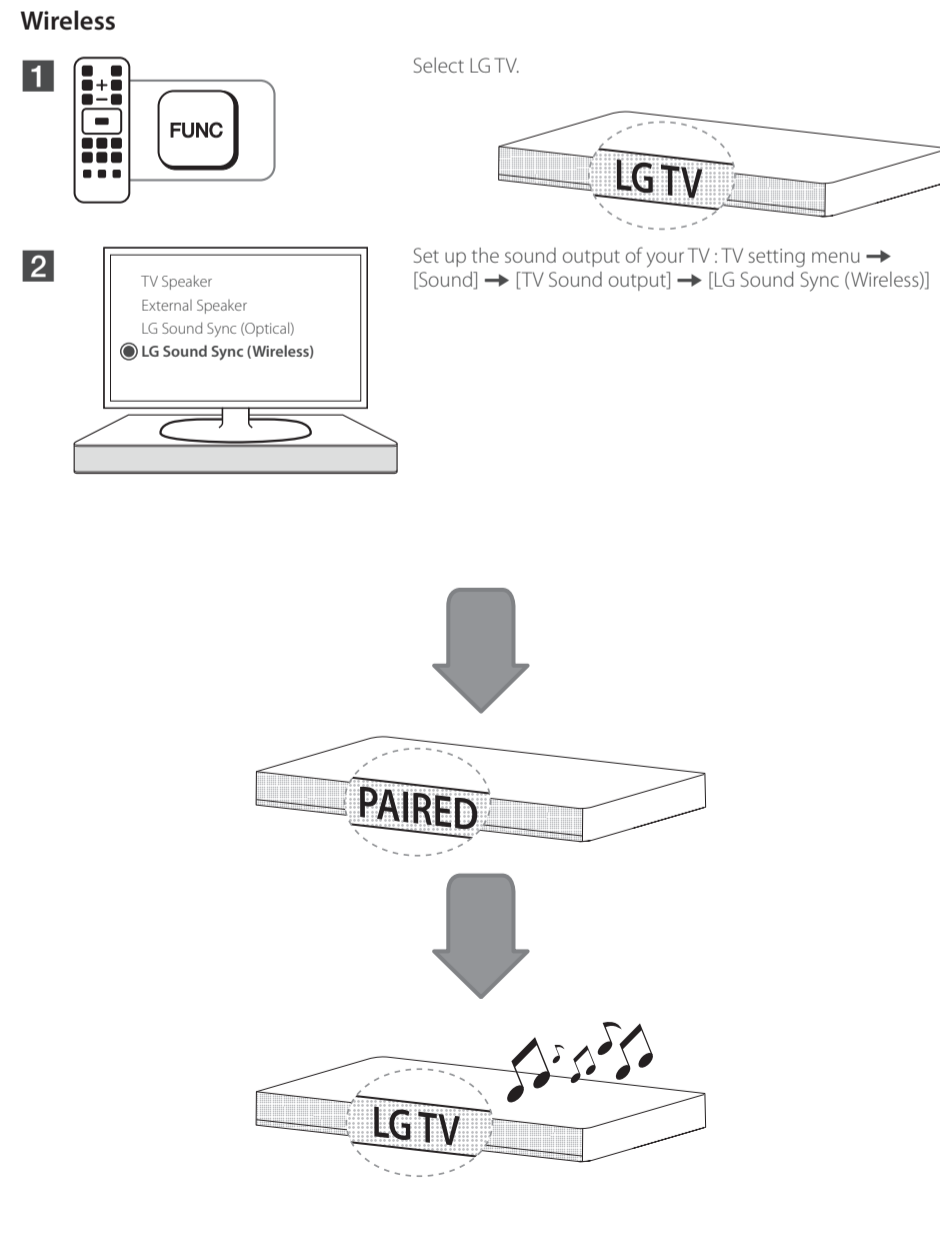 Wireless
1
FUNC
Select LG TV.
LG TV
2
TV Speaker
External Speaker
LG Sound Sync (Optical)
LG Sound Sync (Wireless)
Set up the sound output of your TV : TV setting menu ➞
[Sound] ➞ [TV Sound output] ➞ [LG Sound Sync (Wireless)]
PAIRED
LG TV